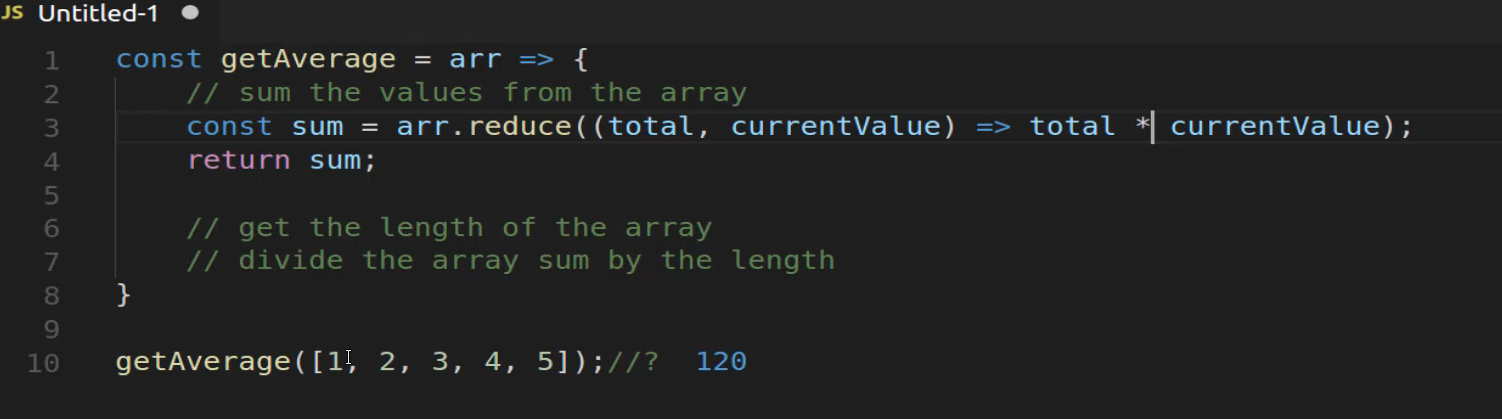 JS Untitled-1
1 const getAverage = arr => {
2 // sum the values from the array
3 const sum = arr.reduce((total, currentValue) => total * currentValue);
4 return sum;
5
6 // get the length of the array
7 // divide the array sum by the length
8 }
9
10 getAverage([1, 2, 3, 4, 5]);//? 120